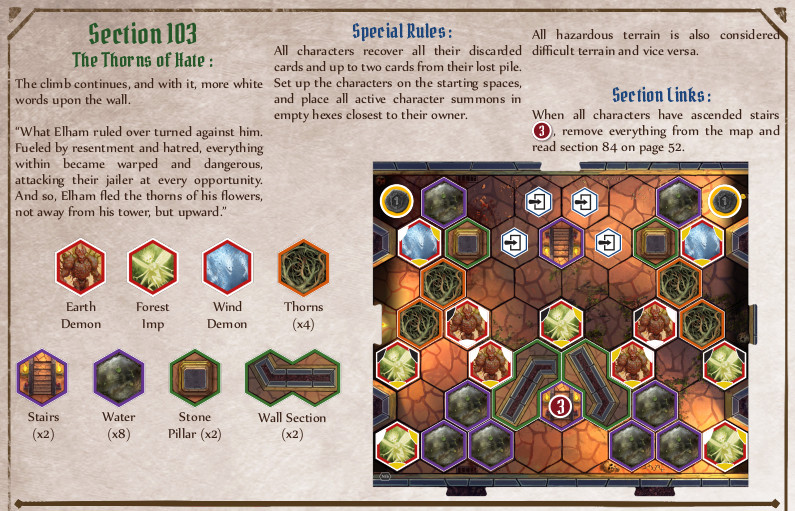 Section 103
The Thorns of Hate :
The climb continues, and with it, more white
words upon the wall.
"What Elham ruled over turned against him.
Fueled by resentment and hatred, everything
within became warped and dangerous,
attacking their jailer at every opportunity.
And so, Elham fled the thorns of his flowers,
not away from his tower, but upward."
Earth
Demon
Forest
Imp
Wind
Demon
Thorns
(x4)
Stairs
(x2)
Water
(x8)
Stone
Pillar (x2)
Wall Section
(x2)
Special Rules :
All characters recover all their discarded
cards and up to two cards from their lost pile.
Set up the characters on the starting spaces,
and place all active character summons in
empty hexes closest to their owner.
All hazardous terrain is also considered
difficult terrain and vice versa.
Section Links :
When all characters have ascended stairs
3, remove everything from the map and
read section 84 on page 52.
1
1
3